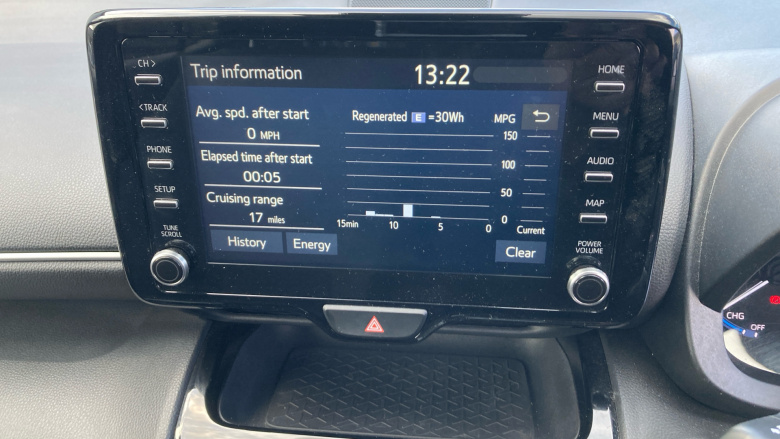 CH >
< TRACK
PHONE
SETUP
TUNE
SCROLL
Trip information
13:22
Avg. spd. after start
0 MPH
Elapsed time after start
00:05
Cruising range
17 miles
History
Energy
Regenerated E =30Wh
MPG
150
100
50
0
15min 10 5 0
Current
Clear
HOME
MENU
AUDIO
MAP
POWER
VOLUME
CHG
OFF